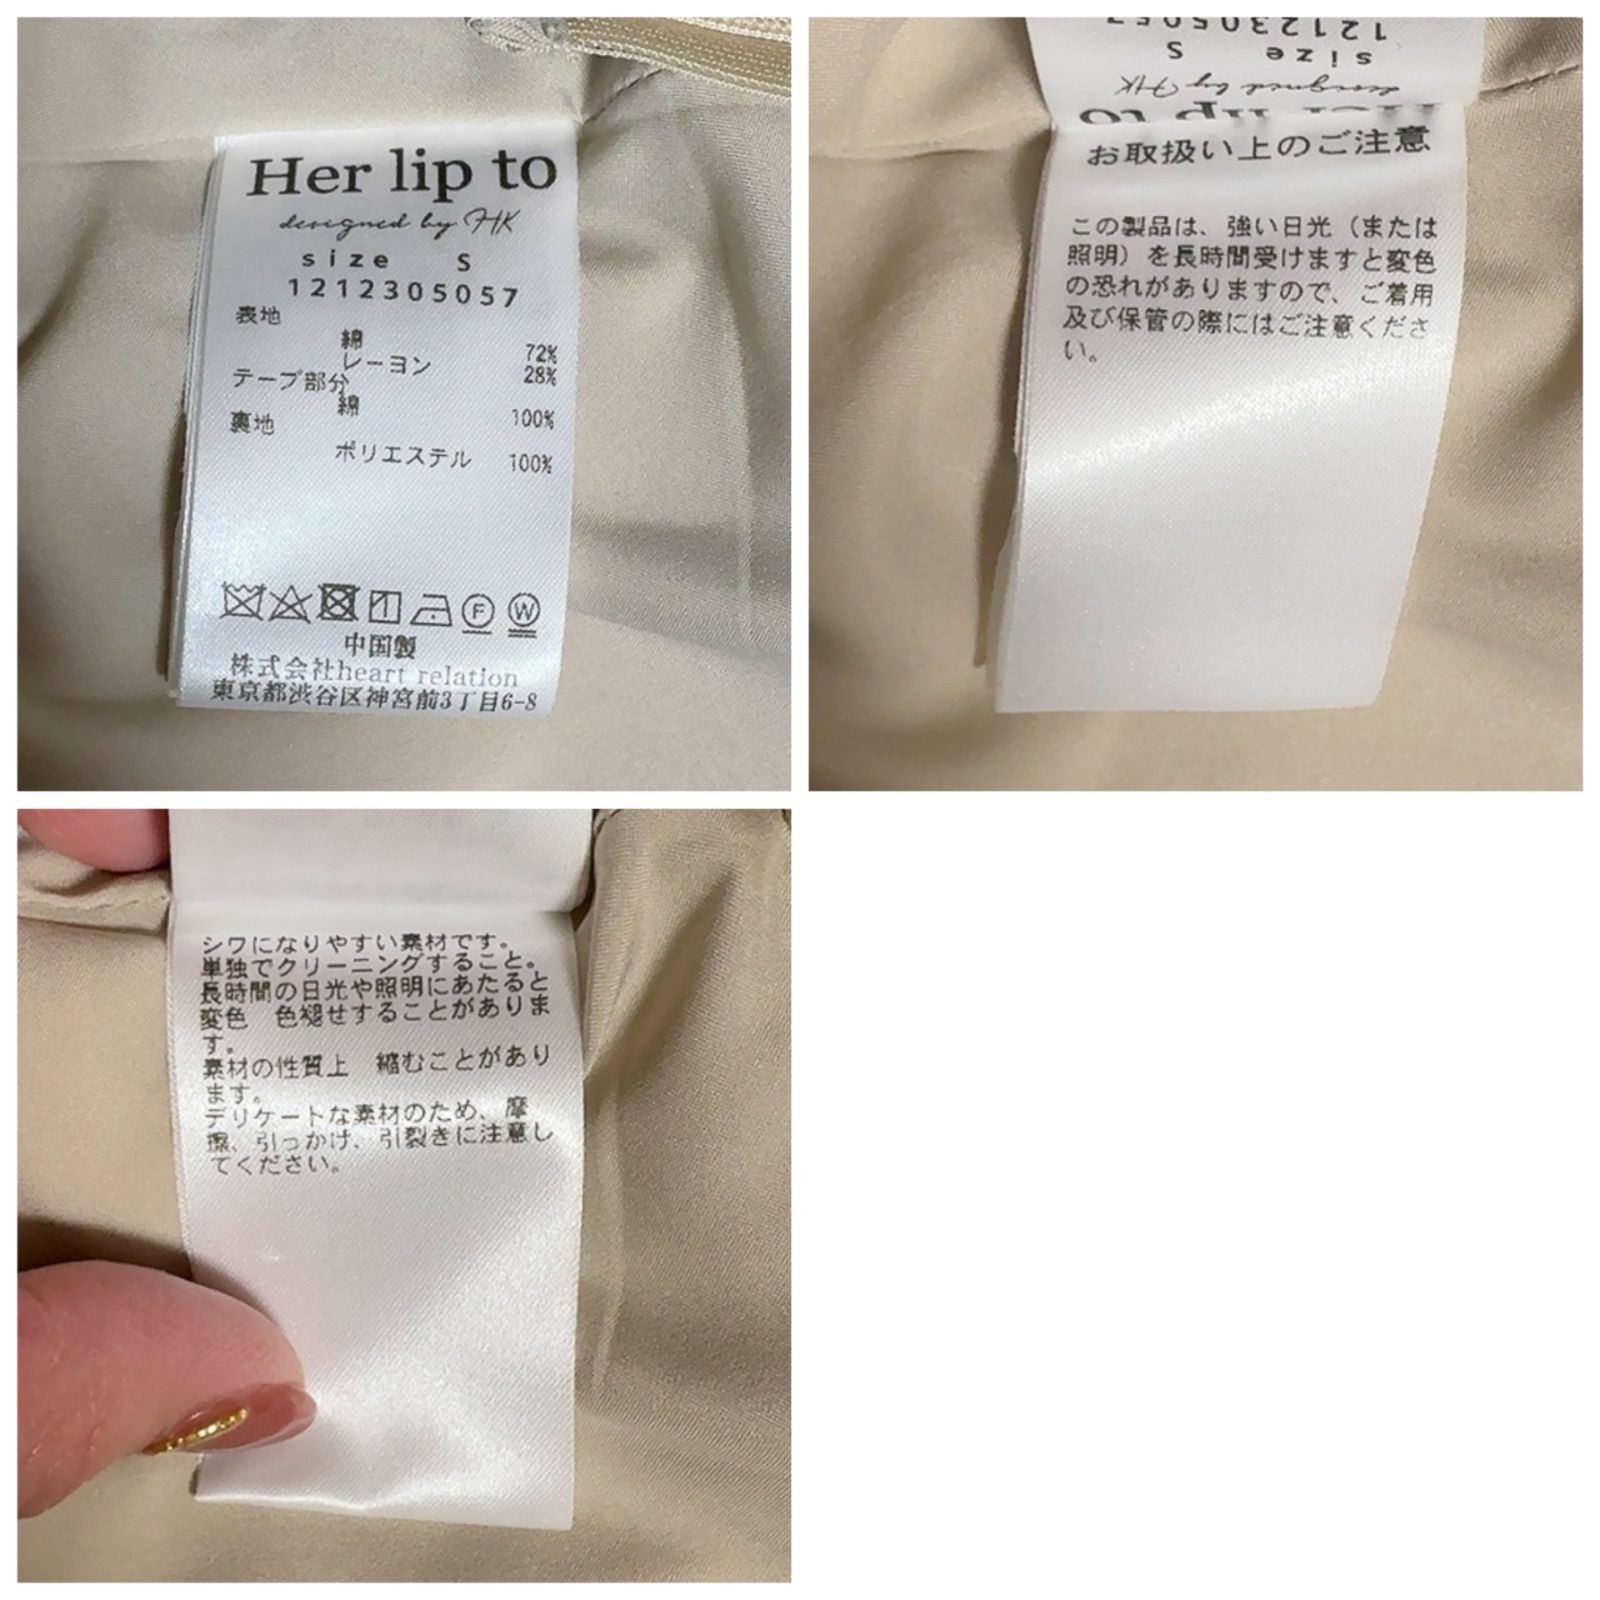 Her lip to
designed by HK
size S
1212305057
表地
綿 72%
レーヨン 28%
テープ部分
綿 100%
裏地
ポリエステル 100%
F W
中国製
株式会社heart relation
東京都渋谷区神宮前3丁目6-8
1212305057
size S
designed by HK
Her lip to
お取扱い上のご注意
この製品は、強い日光（または
照明）を長時間受けますと変色
の恐れがありますので、ご着用
及び保管の際にはご注意くださ
い。
シワになりやすい素材です。
単独でクリーニングすること。
長時間の日光や照明にあたると
変色 色褪せすることがありま
す。
素材の性質上 縮むことがあり
ます。
デリケートな素材のため、摩
擦、引っかけ、引裂きに注意し
てください。